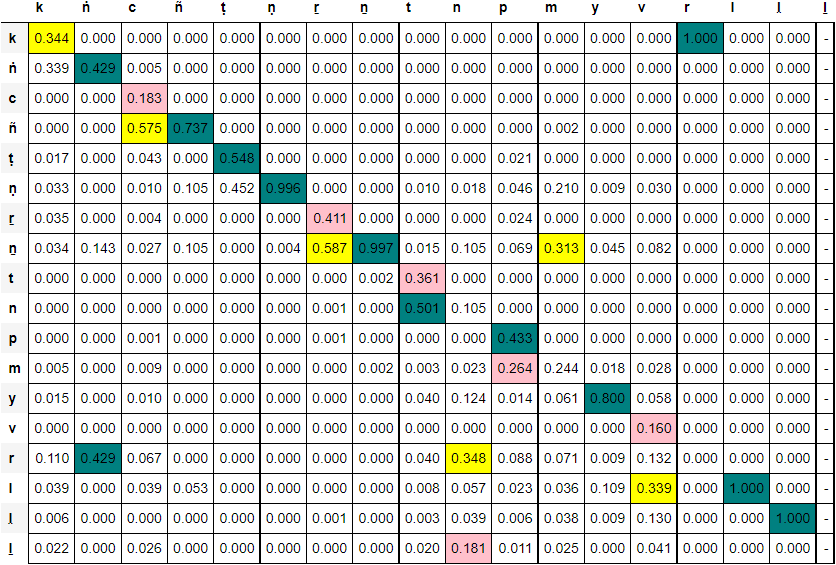 k ṅ c ñ ṭ ṇ ṟ ṉ t n p m y v r l ḷ ḻ
k 0.344 0.000 0.000 0.000 0.000 0.000 0.000 0.000 0.000 0.000 0.000 0.000 0.000 0.000 1.000 0.000 0.000 -
ṅ 0.339 0.429 0.005 0.000 0.000 0.000 0.000 0.000 0.000 0.000 0.000 0.000 0.000 0.000 0.000 0.000 0.000 -
c 0.000 0.000 0.183 0.000 0.000 0.000 0.000 0.000 0.000 0.000 0.000 0.000 0.000 0.000 0.000 0.000 0.000 -
ñ 0.000 0.000 0.575 0.737 0.000 0.000 0.000 0.000 0.000 0.000 0.000 0.002 0.000 0.000 0.000 0.000 0.000 -
ṭ 0.017 0.000 0.043 0.000 0.548 0.000 0.000 0.000 0.000 0.000 0.021 0.000 0.000 0.000 0.000 0.000 0.000 -
ṇ 0.033 0.000 0.010 0.105 0.452 0.996 0.000 0.000 0.010 0.018 0.046 0.210 0.009 0.030 0.000 0.000 0.000 -
ṟ 0.035 0.000 0.004 0.000 0.000 0.000 0.411 0.000 0.000 0.000 0.024 0.000 0.000 0.000 0.000 0.000 0.000 -
ṉ 0.034 0.143 0.027 0.105 0.000 0.004 0.587 0.997 0.015 0.105 0.069 0.313 0.045 0.082 0.000 0.000 0.000 -
t 0.000 0.000 0.000 0.000 0.000 0.000 0.000 0.002 0.361 0.000 0.000 0.000 0.000 0.000 0.000 0.000 0.000 -
n 0.000 0.000 0.000 0.000 0.000 0.000 0.001 0.000 0.501 0.105 0.000 0.000 0.000 0.000 0.000 0.000 0.000 -
p 0.000 0.000 0.001 0.000 0.000 0.000 0.001 0.000 0.000 0.000 0.433 0.000 0.000 0.000 0.000 0.000 0.000 -
m 0.005 0.000 0.009 0.000 0.000 0.000 0.000 0.002 0.003 0.023 0.264 0.244 0.018 0.028 0.000 0.000 0.000 -
y 0.015 0.000 0.010 0.000 0.000 0.000 0.000 0.000 0.040 0.124 0.014 0.061 0.800 0.058 0.000 0.000 0.000 -
v 0.000 0.000 0.000 0.000 0.000 0.000 0.000 0.000 0.000 0.000 0.000 0.000 0.000 0.160 0.000 0.000 0.000 -
r 0.110 0.429 0.067 0.000 0.000 0.000 0.000 0.000 0.040 0.348 0.088 0.071 0.009 0.132 0.000 0.000 0.000 -
l 0.039 0.000 0.039 0.053 0.000 0.000 0.000 0.000 0.008 0.057 0.023 0.036 0.109 0.339 0.000 1.000 0.000 -
ḷ 0.006 0.000 0.000 0.000 0.000 0.000 0.001 0.000 0.003 0.039 0.006 0.038 0.009 0.130 0.000 0.000 1.000 -
ḻ 0.022 0.000 0.026 0.000 0.000 0.000 0.000 0.000 0.020 0.181 0.011 0.025 0.000 0.041 0.000 0.000 0.000 -